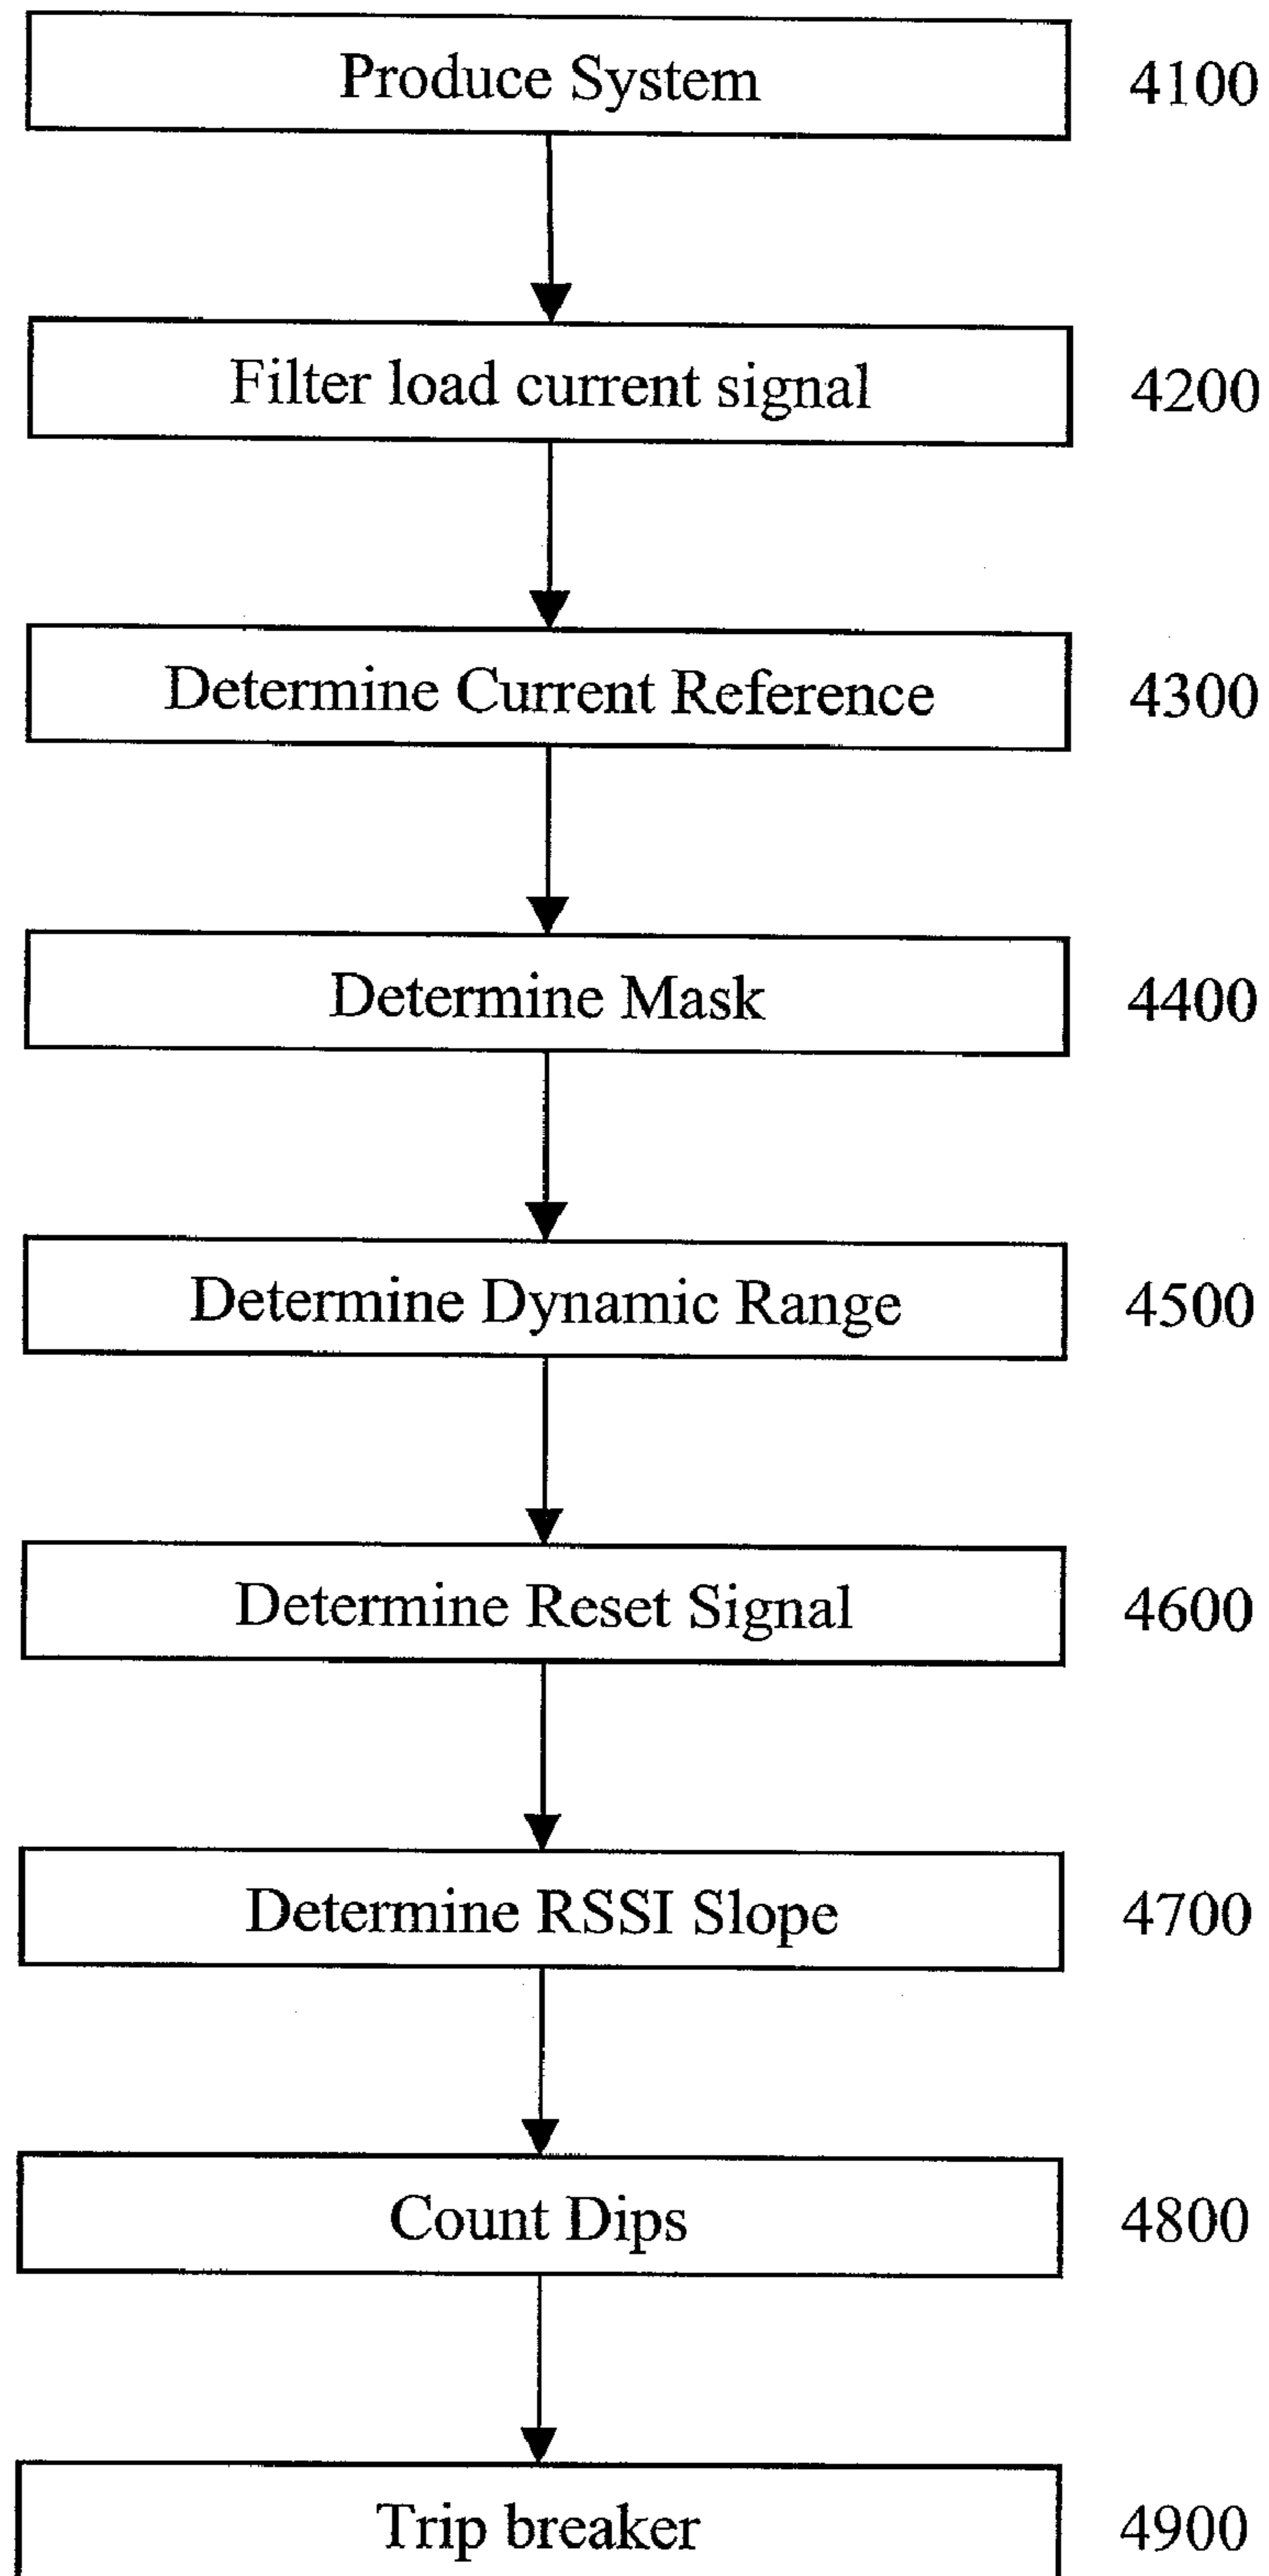 Produce System 4100
Filter load current signal 4200
Determine Current Reference 4300
Determine Mask 4400
Determine Dynamic Range 4500
Determine Reset Signal 4600
Determine RSSI Slope 4700
Count Dips 4800
Trip breaker 4900